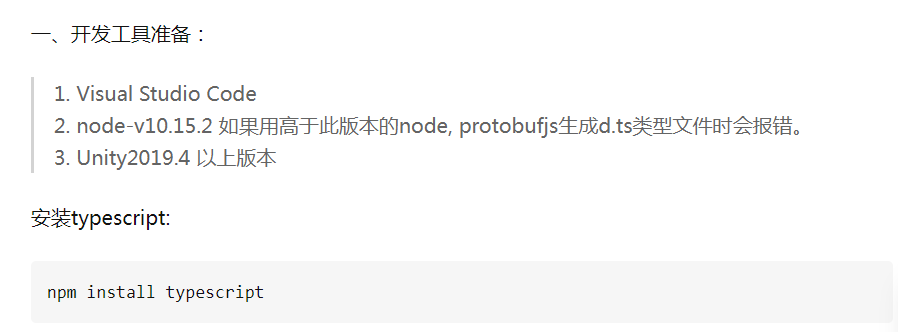 一、开发工具准备：
1. Visual Studio Code
2. node-v10.15.2 如果用高于此版本的node, protobufjs生成d.ts类型文件时会报错。
3. Unity2019.4 以上版本
安装typescript:
npm install typescript